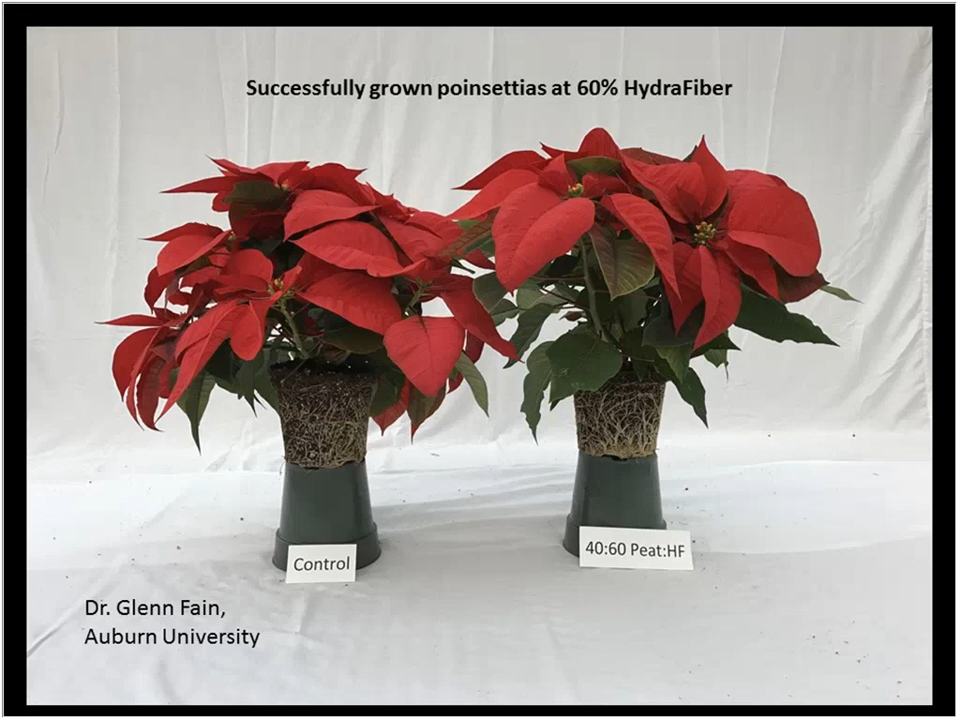 Successfully grown poinsettias at 60% HydraFiber
Control
40:60 Peat:HF
Dr. Glenn Fain,
Auburn University